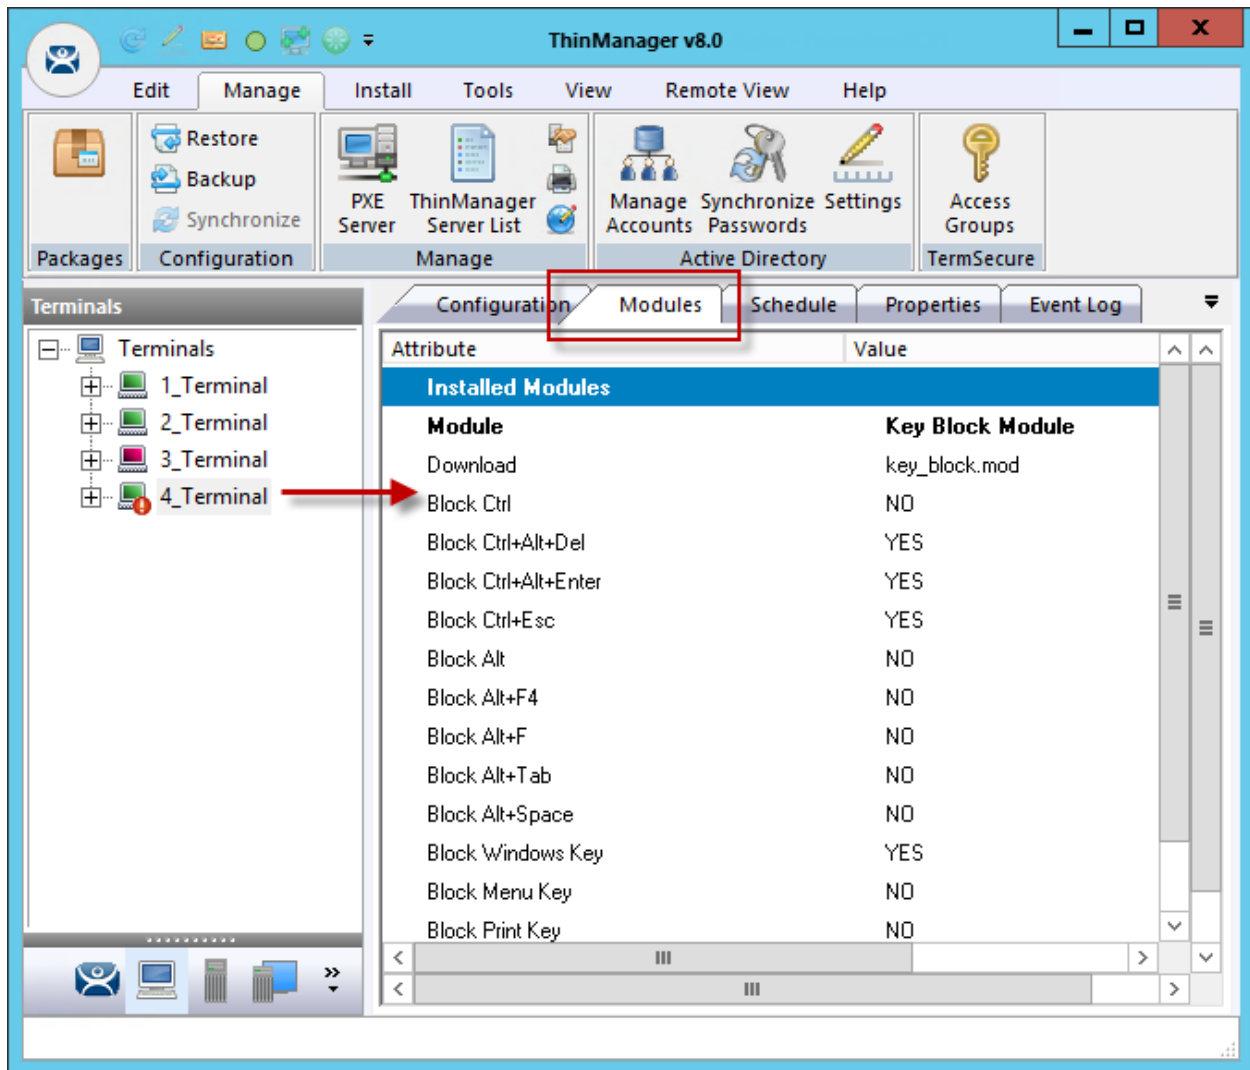 ThinManager v8.0
Edit Manage Install Tools View Remote View Help
Restore
Backup
Synchronize
PXE Server
ThinManager Server List
Manage Accounts
Synchronize Passwords
Settings
Access Groups
Packages Configuration Manage Active Directory TermSecure
Terminals
Terminals
1_Terminal
2_Terminal
3_Terminal
4_Terminal
Configuration Modules Schedule Properties Event Log
Attribute Value
Installed Modules
Module Key Block Module
Download key_block.mod
Block Ctrl NO
Block Ctrl+Alt+Del YES
Block Ctrl+Alt+Enter YES
Block Ctrl+Esc YES
Block Alt NO
Block Alt+F4 NO
Block Alt+F NO
Block Alt+Tab NO
Block Alt+Space NO
Block Windows Key YES
Block Menu Key NO
Block Print Key NO